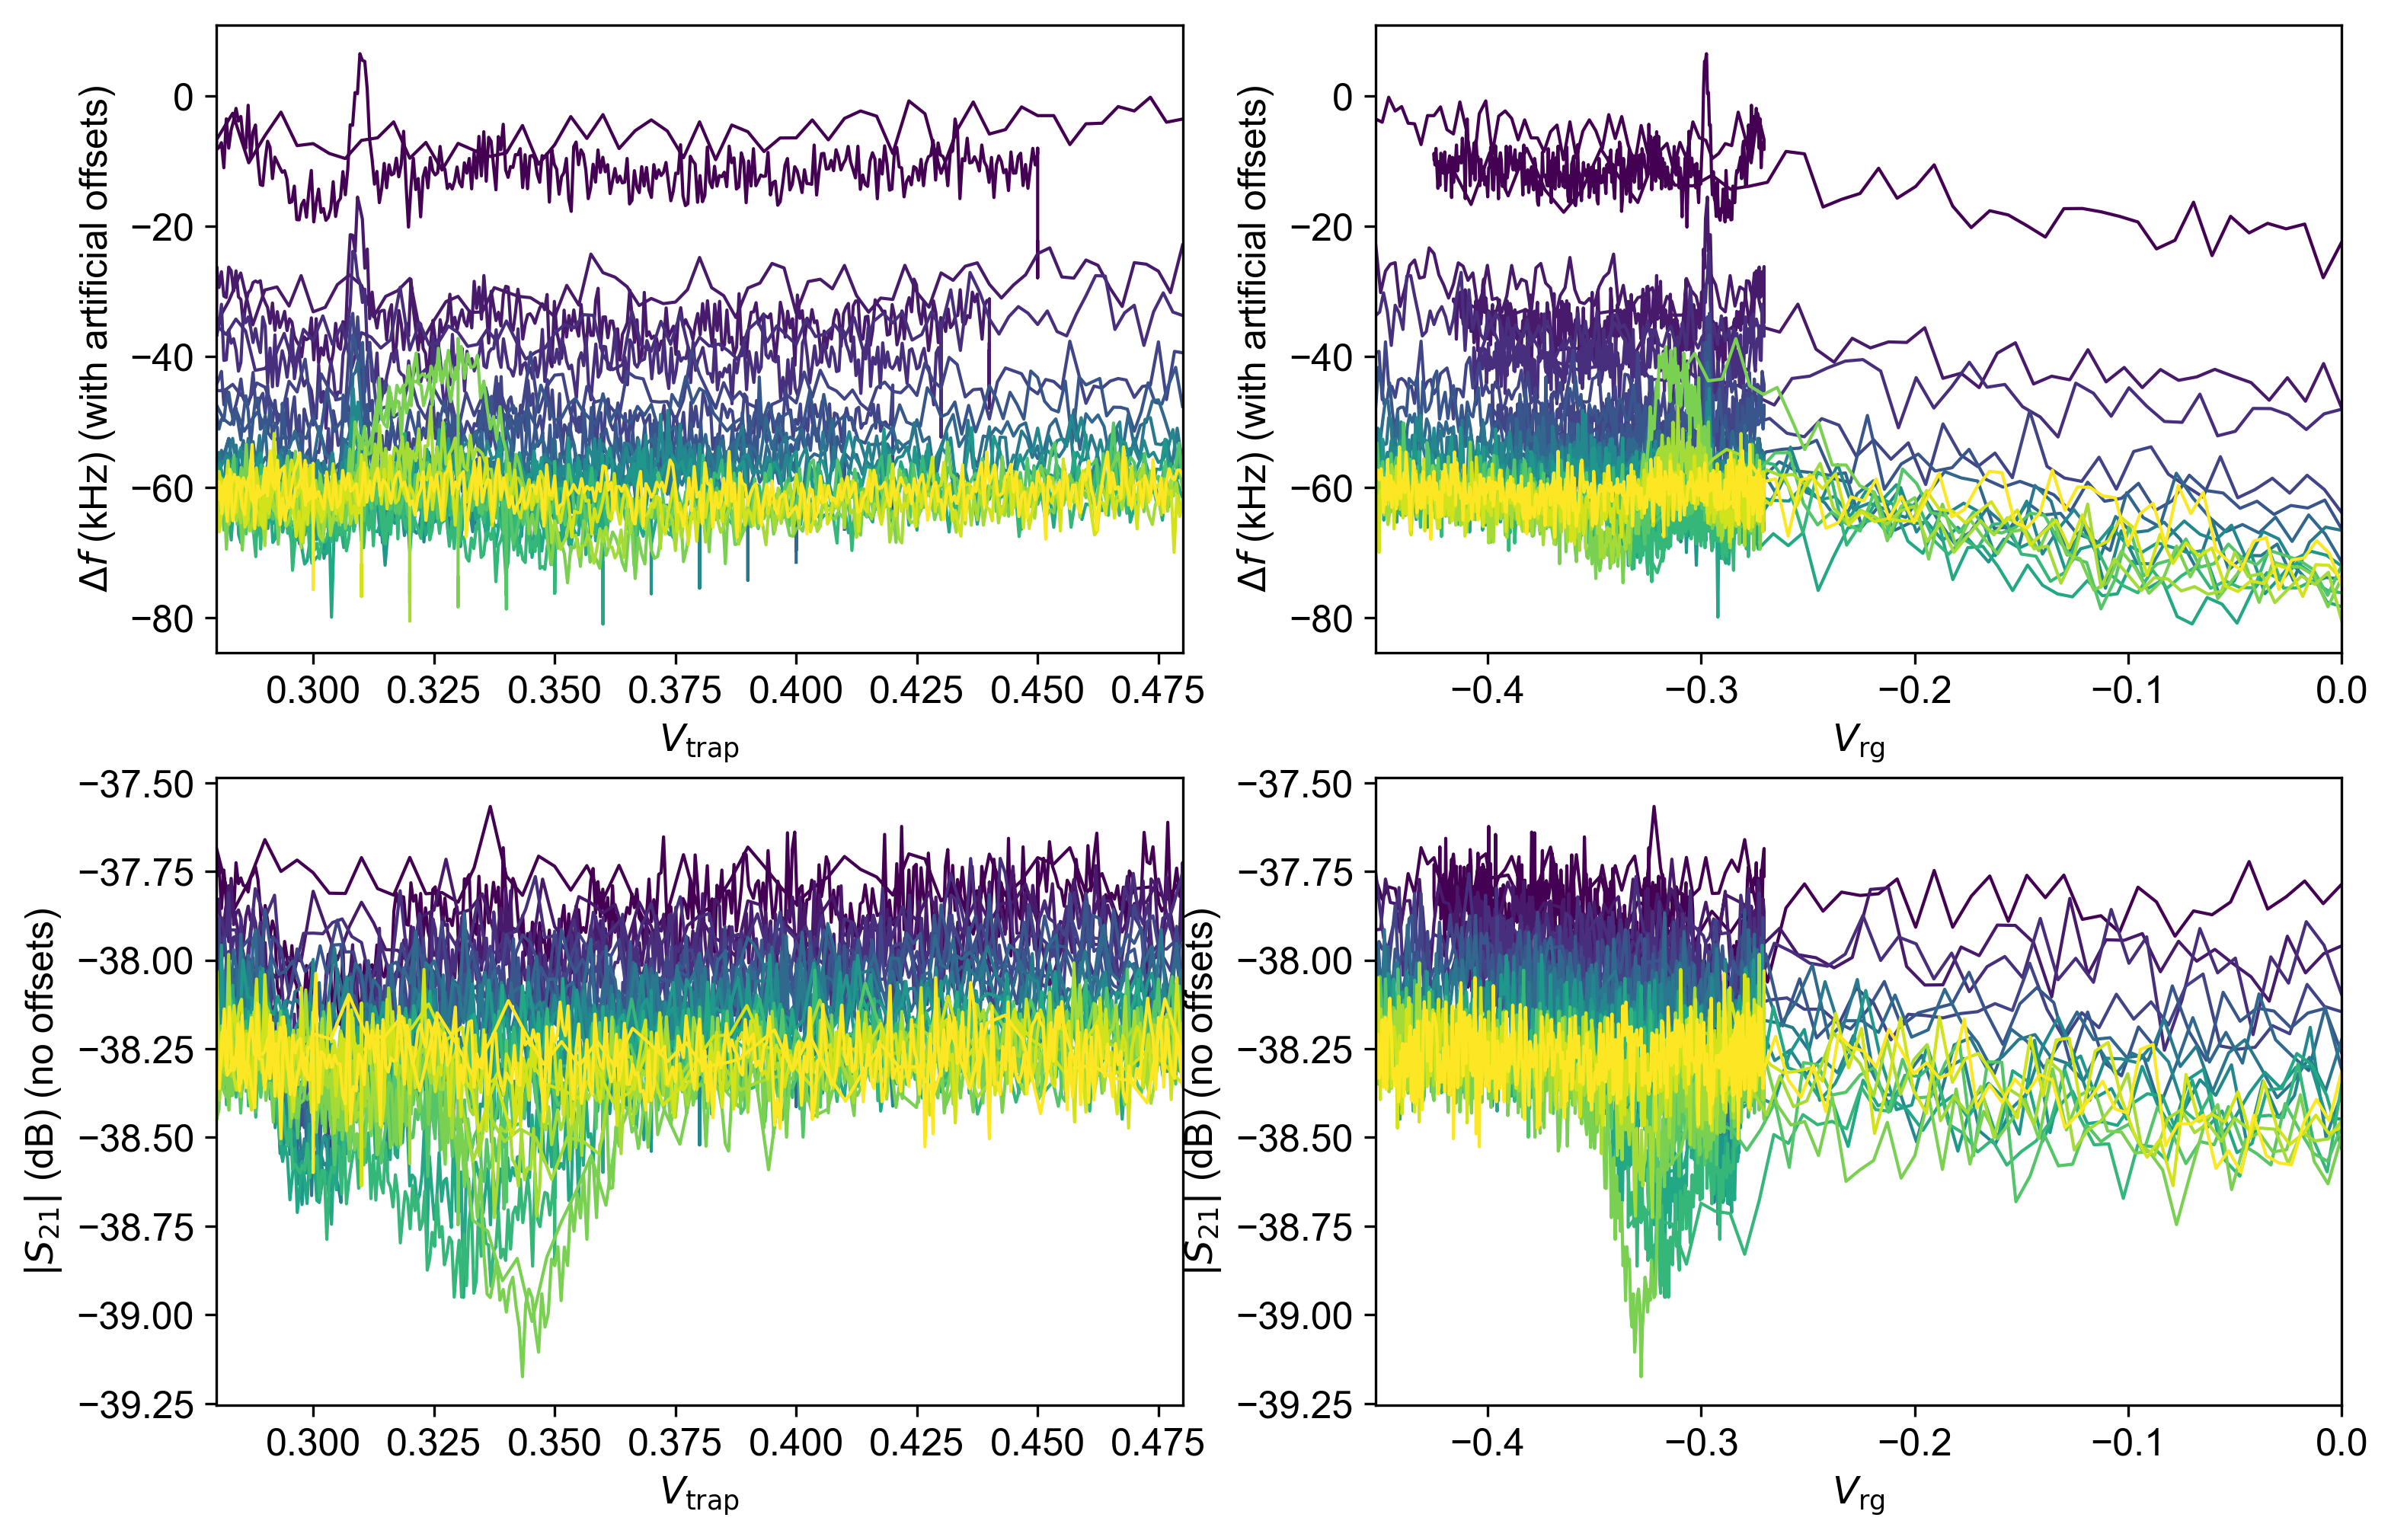 Δf (kHz) (with artificial offsets)
0
−20
−40
−60
−80
0.300 0.325 0.350 0.375 0.400 0.425 0.450 0.475
V_trap
Δf (kHz) (with artificial offsets)
0
−20
−40
−60
−80
−0.4 −0.3 −0.2 −0.1 0.0
V_rg
|S_21| (dB) (no offsets)
−37.50
−37.75
−38.00
−38.25
−38.50
−38.75
−39.00
−39.25
0.300 0.325 0.350 0.375 0.400 0.425 0.450 0.475
V_trap
|S_21| (dB) (no offsets)
−37.50
−37.75
−38.00
−38.25
−38.50
−38.75
−39.00
−39.25
−0.4 −0.3 −0.2 −0.1 0.0
V_rg